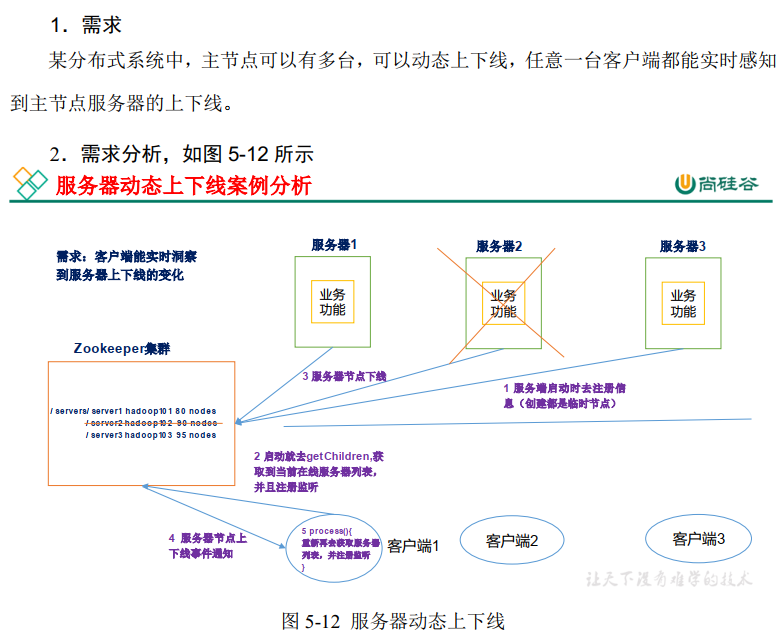 1．需求
某分布式系统中，主节点可以有多台，可以动态上下线，任意一台客户端都能实时感知
到主节点服务器的上下线。
2．需求分析，如图 5-12 所示
服务器动态上下线案例分析
尚硅谷
需求：客户端能实时洞察
到服务器上下线的变化
服务器1
服务器2
服务器3
业务
功能
业务
功能
业务
功能
Zookeeper集群
3 服务器节点下线
1 服务端启动时去注册信
息（创建都是临时节点）
/ servers/ server1 hadoop101 80 nodes
/ server2 hadoop102 90 nodes
/ server3 hadoop103 95 nodes
2 启动就去getChildren,获
取到当前在线服务器列表，
并且注册监听
4 服务器节点上
下线事件通知
5 process(){
重新再去获取服务器
列表，并注册监听
}
客户端1
客户端2
客户端3
让天下没有难学的技术
图 5-12 服务器动态上下线